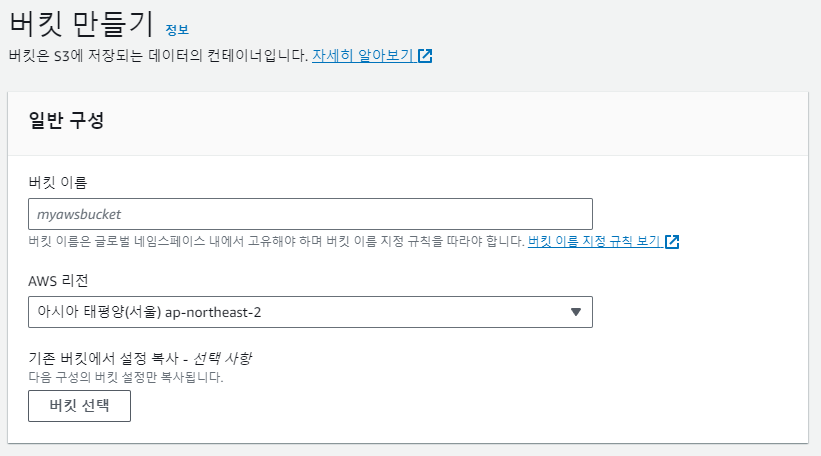 버킷 만들기 정보
버킷은 S3에 저장되는 데이터의 컨테이너입니다. 자세히 알아보기
일반 구성
버킷 이름
myawsbucket
버킷 이름은 글로벌 네임스페이스 내에서 고유해야 하며 버킷 이름 지정 규칙을 따라야 합니다. 버킷 이름 지정 규칙 보기
AWS 리전
아시아 태평양(서울) ap-northeast-2
기존 버킷에서 설정 복사 - 선택 사항
다음 구성의 버킷 설정만 복사됩니다.
버킷 선택